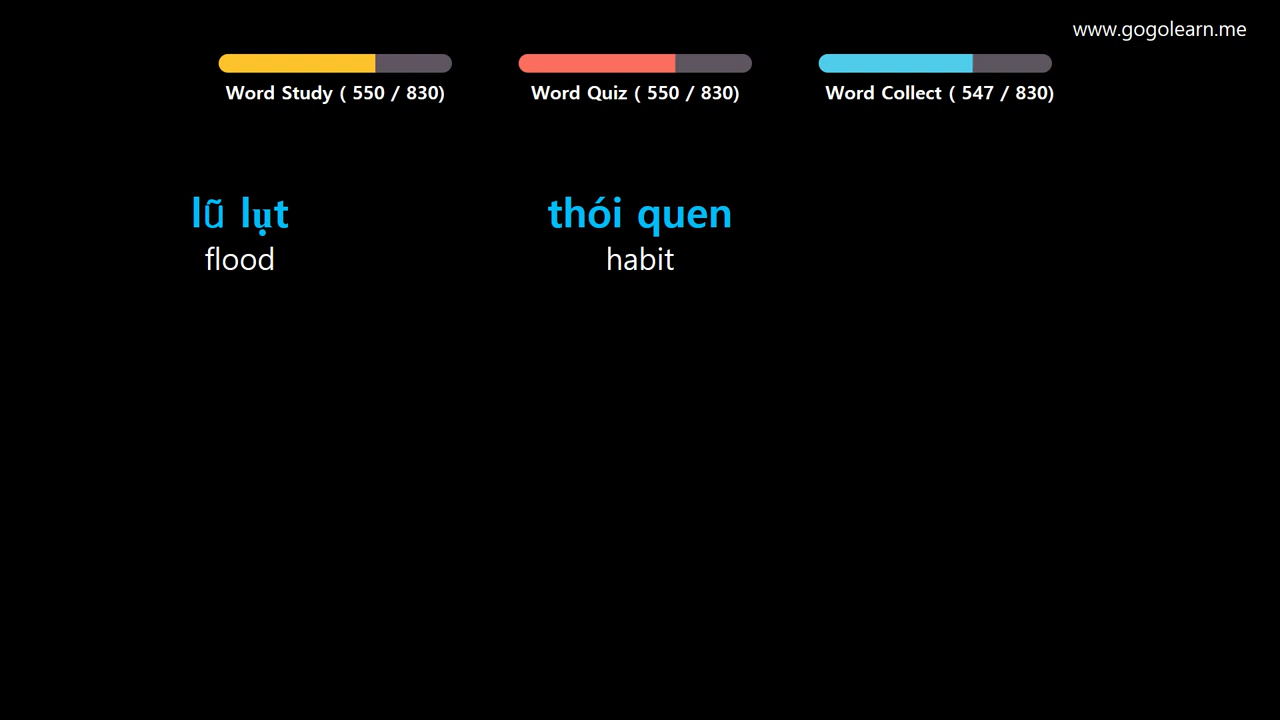 www.gogolearn.me
Word Study ( 550 / 830)
Word Quiz ( 550 / 830)
Word Collect ( 547 / 830)
lũ lụt
flood
thói quen
habit